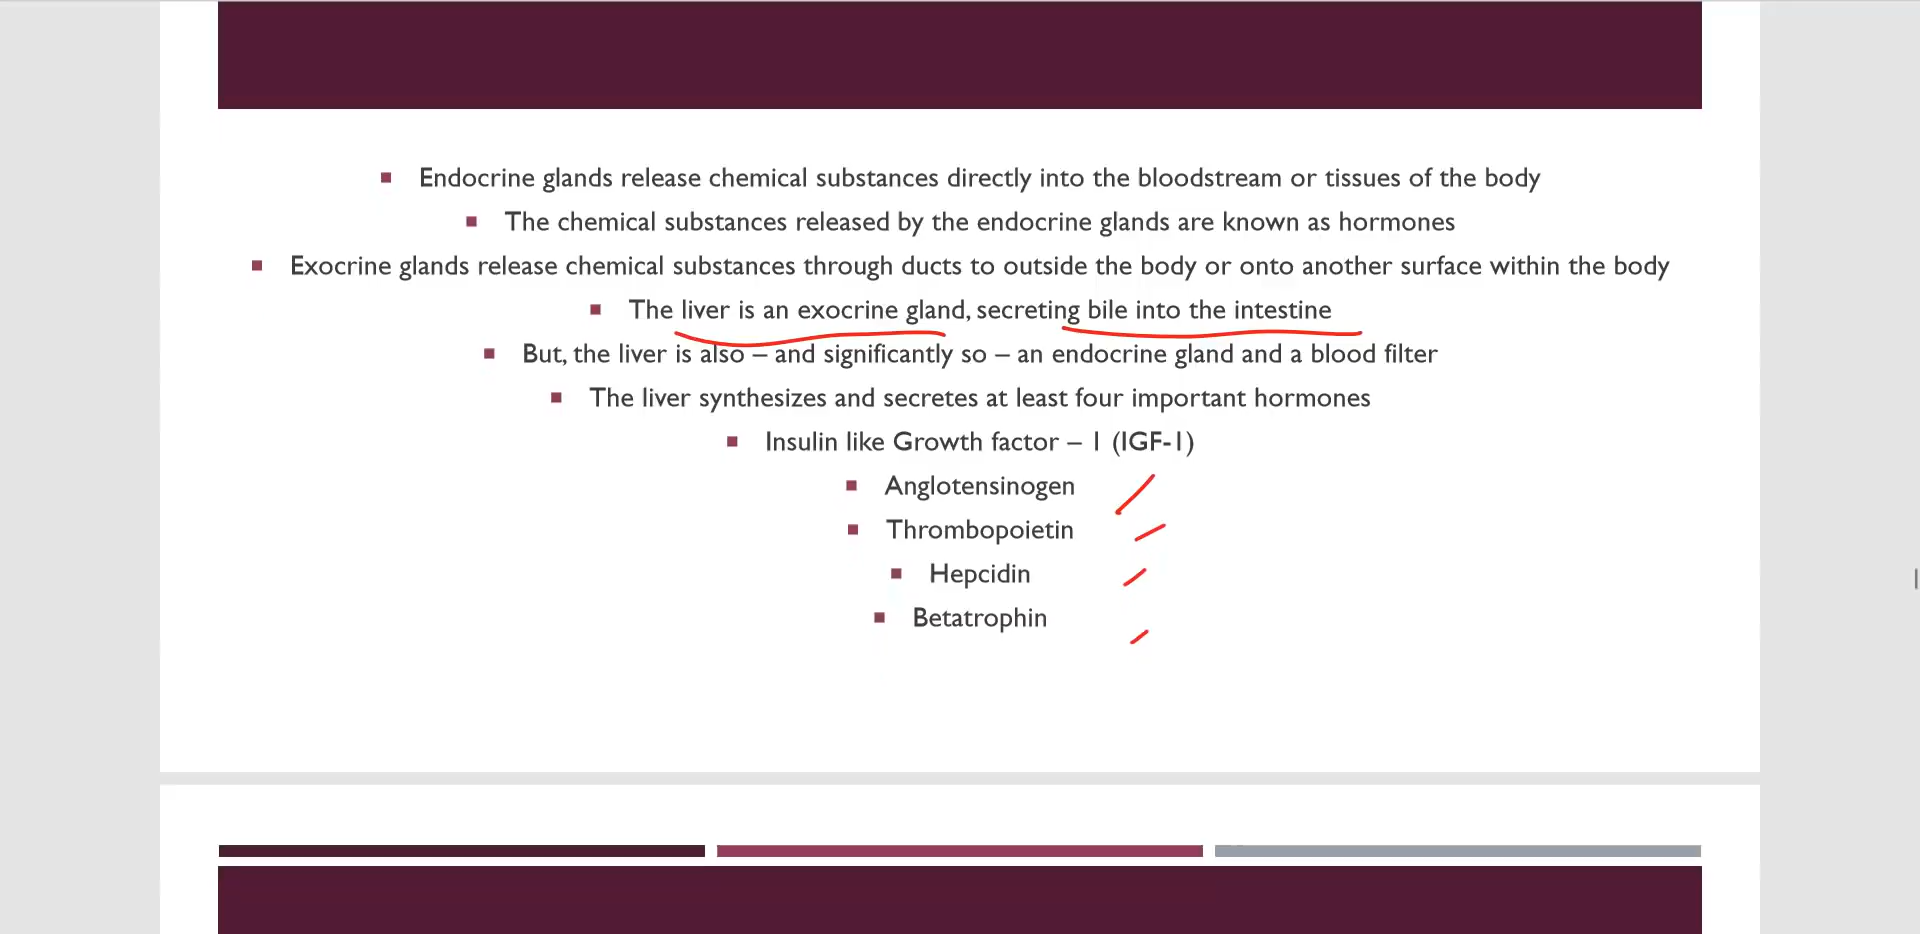 Endocrine glands release chemical substances directly into the bloodstream or tissues of the body
The chemical substances released by the endocrine glands are known as hormones
Exocrine glands release chemical substances through ducts to outside the body or onto another surface within the body
The liver is an exocrine gland, secreting bile into the intestine
But, the liver is also – and significantly so – an endocrine gland and a blood filter
The liver synthesizes and secretes at least four important hormones
Insulin like Growth factor – 1 (IGF-1)
Anglotensinogen
Thrombopoietin
Hepcidin
Betatrophin